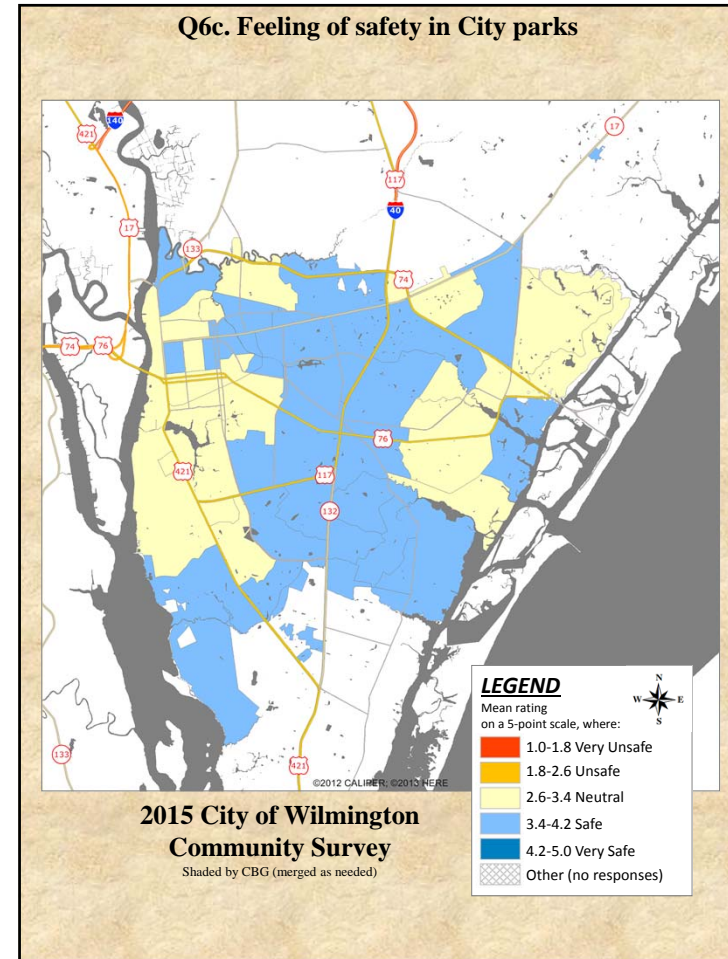 Q6c. Feeling of safety in City parks
140
421
17
117
17
40
133
74
74
76
76
421
117
132
133
421
©2012 CALIPER; ©2013 HERE
LEGEND
Mean rating
on a 5-point scale, where:
N
W E
S
1.0-1.8 Very Unsafe
1.8-2.6 Unsafe
2.6-3.4 Neutral
3.4-4.2 Safe
4.2-5.0 Very Safe
Other (no responses)
2015 City of Wilmington
Community Survey
Shaded by CBG (merged as needed)